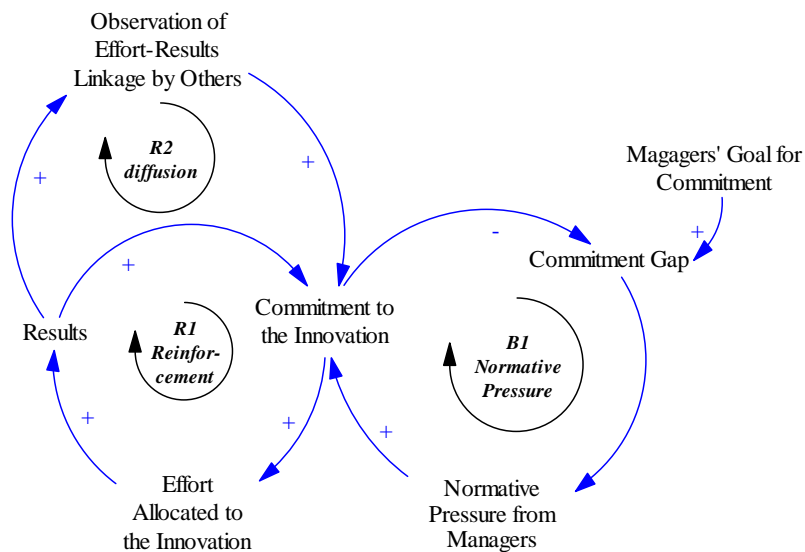 Observation of
Effort-Results
Linkage by Others
R2
diffusion
+
+
Magagers' Goal for
Commitment
+
-
Commitment Gap
+
Commitment to
the Innovation
Results
R1
Reinfor-
cement
B1
Normative
Pressure
+
+
+
Effort
Allocated to
the Innovation
Normative
Pressure from
Managers